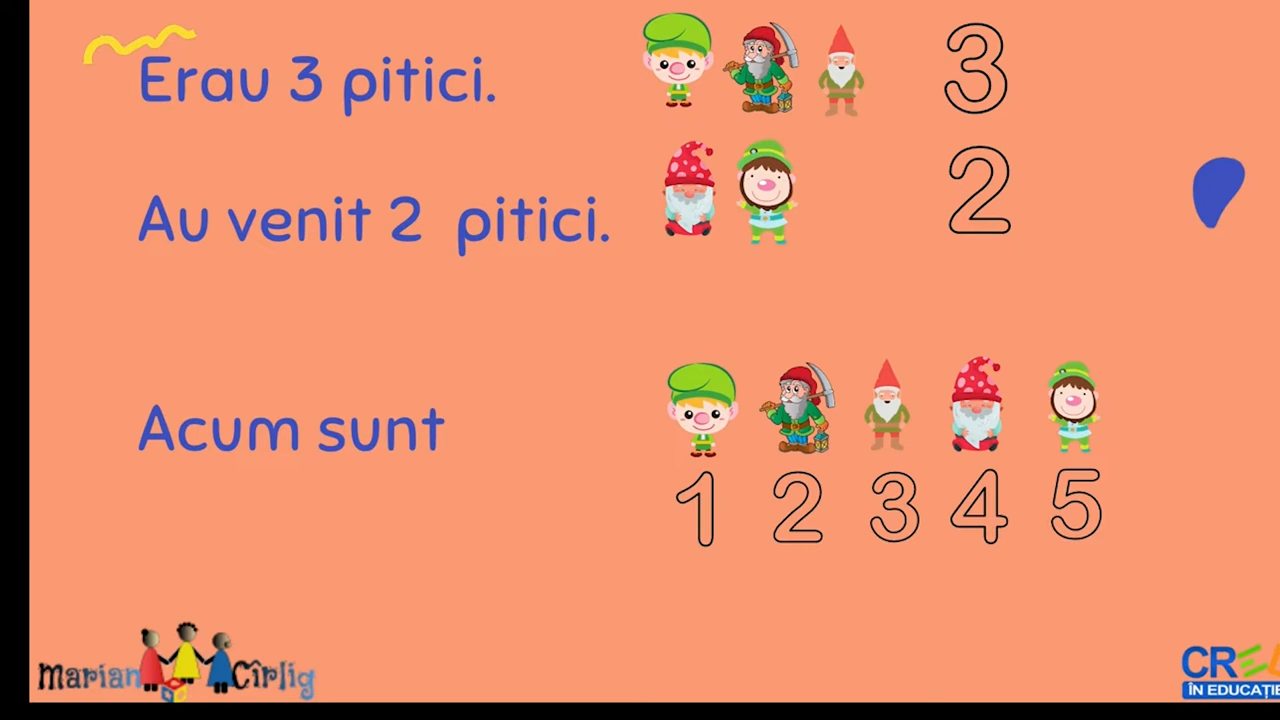 Erau 3 pitici.
3
Au venit 2 pitici.
2
Acum sunt
1 2 3 4 5
Marian Cîrlig
CRED
ÎN EDUCAȚIE